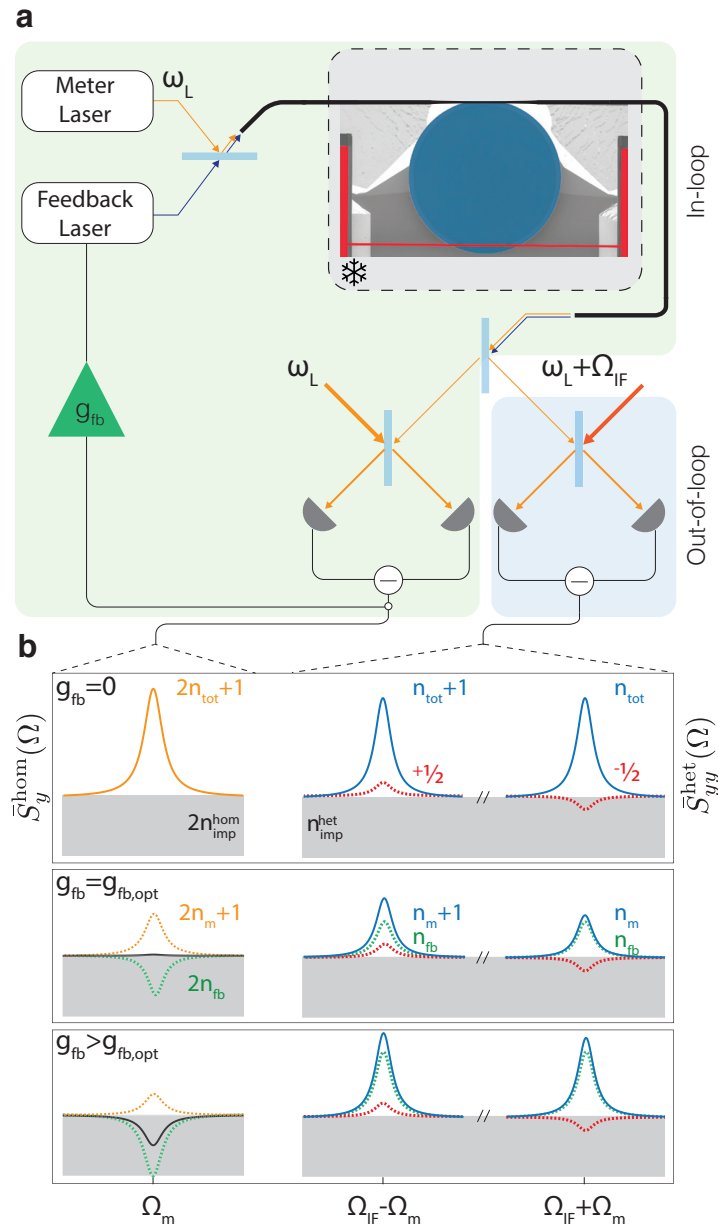 a
Meter
Laser
ω_L
Feedback
Laser
In-loop
g_fb
ω_L
ω_L+Ω_IF
Out-of-loop
−
−
b
g_fb=0
2n_tot+1
n_tot+1
n_tot
+½
-½
2n_imp^hom
n_imp^het
S̄_y^hom(Ω)
S̄_yy^het(Ω)
//
g_fb=g_fb,opt
2n_m+1
n_m+1
n_m
n_fb
n_fb
2n_fb
//
g_fb>g_fb,opt
//
Ω_m
Ω_IF-Ω_m
Ω_IF+Ω_m